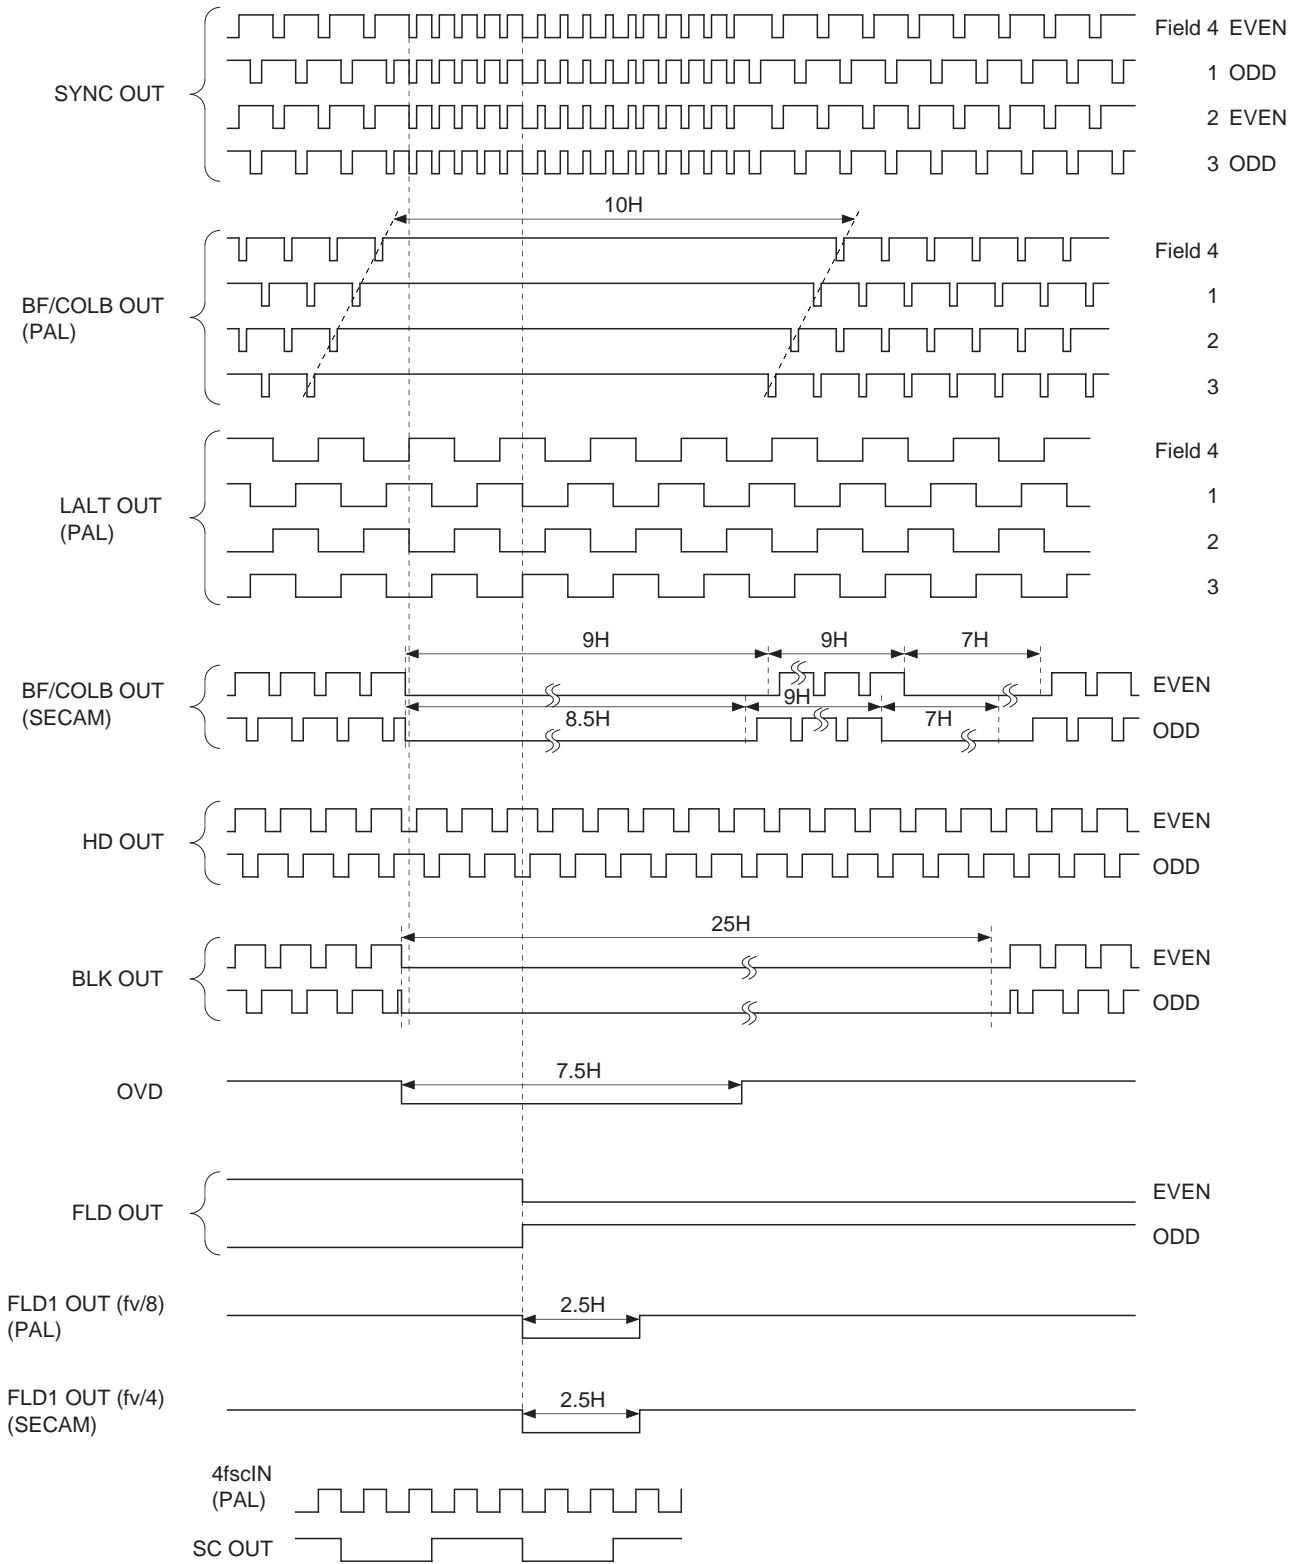 SYNC OUT
Field 4 EVEN
1 ODD
2 EVEN
3 ODD
10H
BF/COLB OUT
(PAL)
Field 4
1
2
3
LALT OUT
(PAL)
Field 4
1
2
3
9H
9H
7H
BF/COLB OUT
(SECAM)
EVEN
9H
8.5H
7H
ODD
HD OUT
EVEN
ODD
25H
BLK OUT
EVEN
ODD
7.5H
OVD
FLD OUT
EVEN
ODD
FLD1 OUT (fv/8)
(PAL)
2.5H
FLD1 OUT (fv/4)
(SECAM)
2.5H
4fscIN
(PAL)
SC OUT